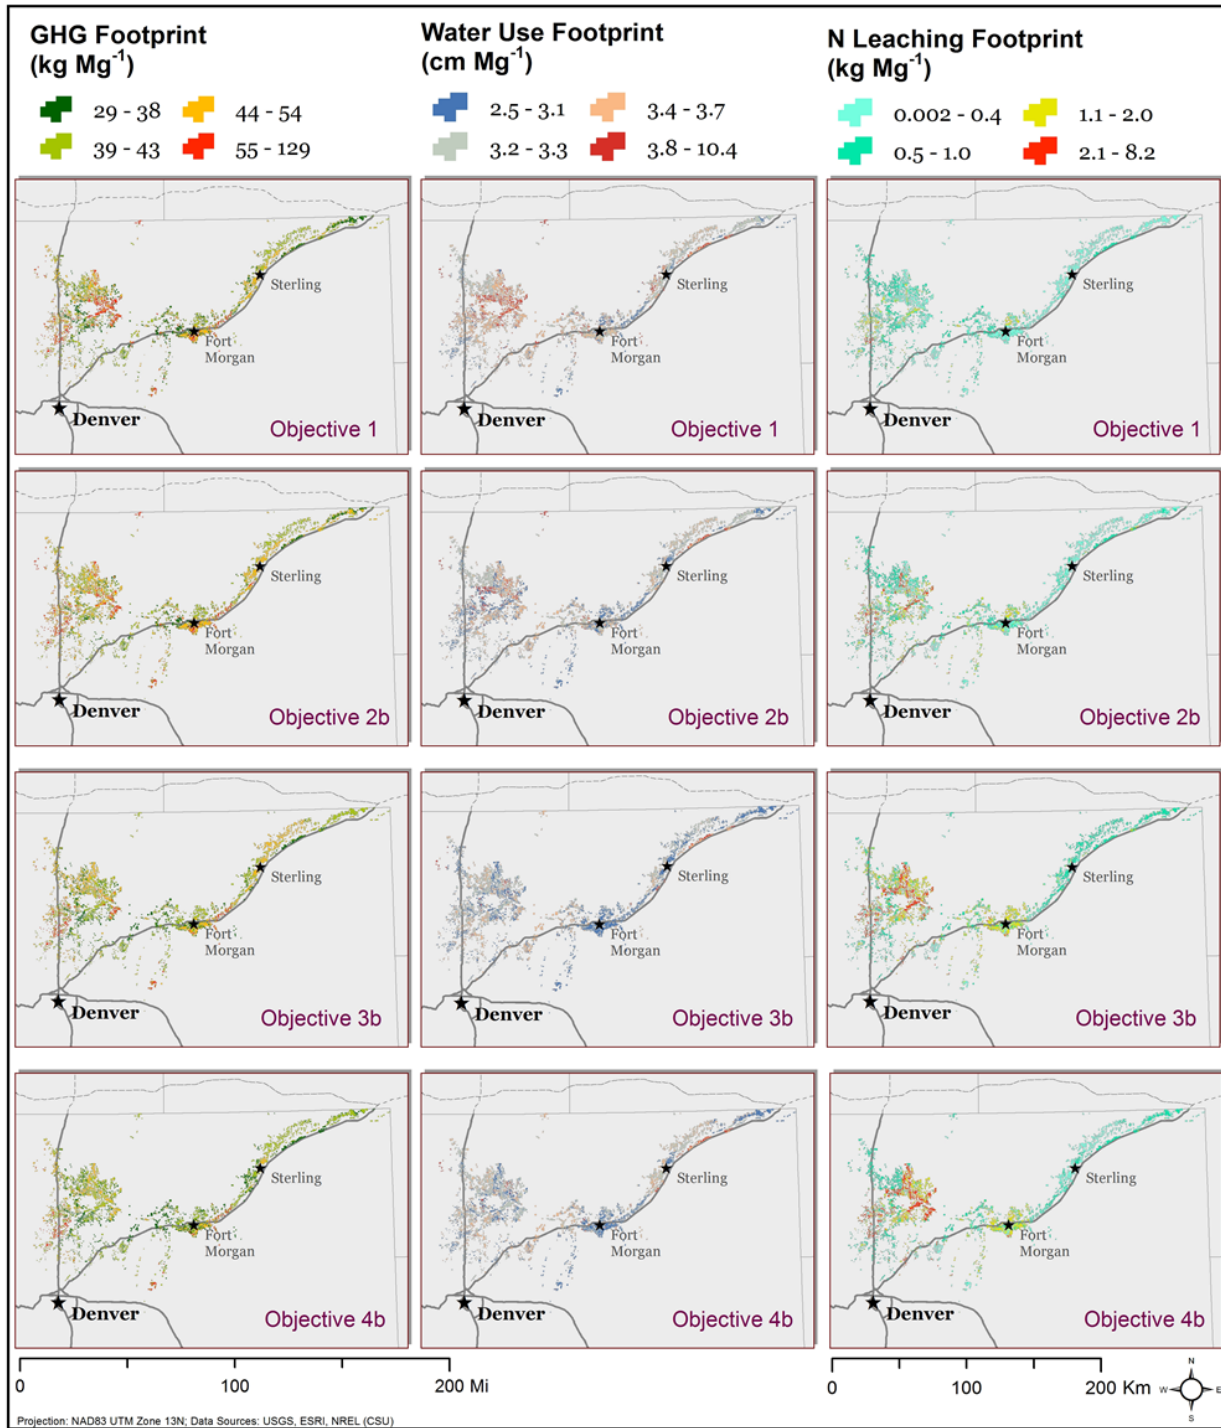 GHG Footprint
(kg Mg⁻¹)
29 - 38
44 - 54
39 - 43
55 - 129
Water Use Footprint
(cm Mg⁻¹)
2.5 - 3.1
3.4 - 3.7
3.2 - 3.3
3.8 - 10.4
N Leaching Footprint
(kg Mg⁻¹)
0.002 - 0.4
1.1 - 2.0
0.5 - 1.0
2.1 - 8.2
Sterling
Fort
Morgan
Denver
Objective 1
Sterling
Fort
Morgan
Denver
Objective 1
Sterling
Fort
Morgan
Denver
Objective 1
Sterling
Fort
Morgan
Denver
Objective 2b
Sterling
Fort
Morgan
Denver
Objective 2b
Sterling
Fort
Morgan
Denver
Objective 2b
Sterling
Fort
Morgan
Denver
Objective 3b
Sterling
Fort
Morgan
Denver
Objective 3b
Sterling
Fort
Morgan
Denver
Objective 3b
Sterling
Fort
Morgan
Denver
Objective 4b
Sterling
Fort
Morgan
Denver
Objective 4b
Sterling
Fort
Morgan
Denver
Objective 4b
0 100 200 Mi
0 50 100 200 Km
N
W E
S
Projection: NAD83 UTM Zone 13N; Data Sources: USGS, ESRI, NREL (CSU)